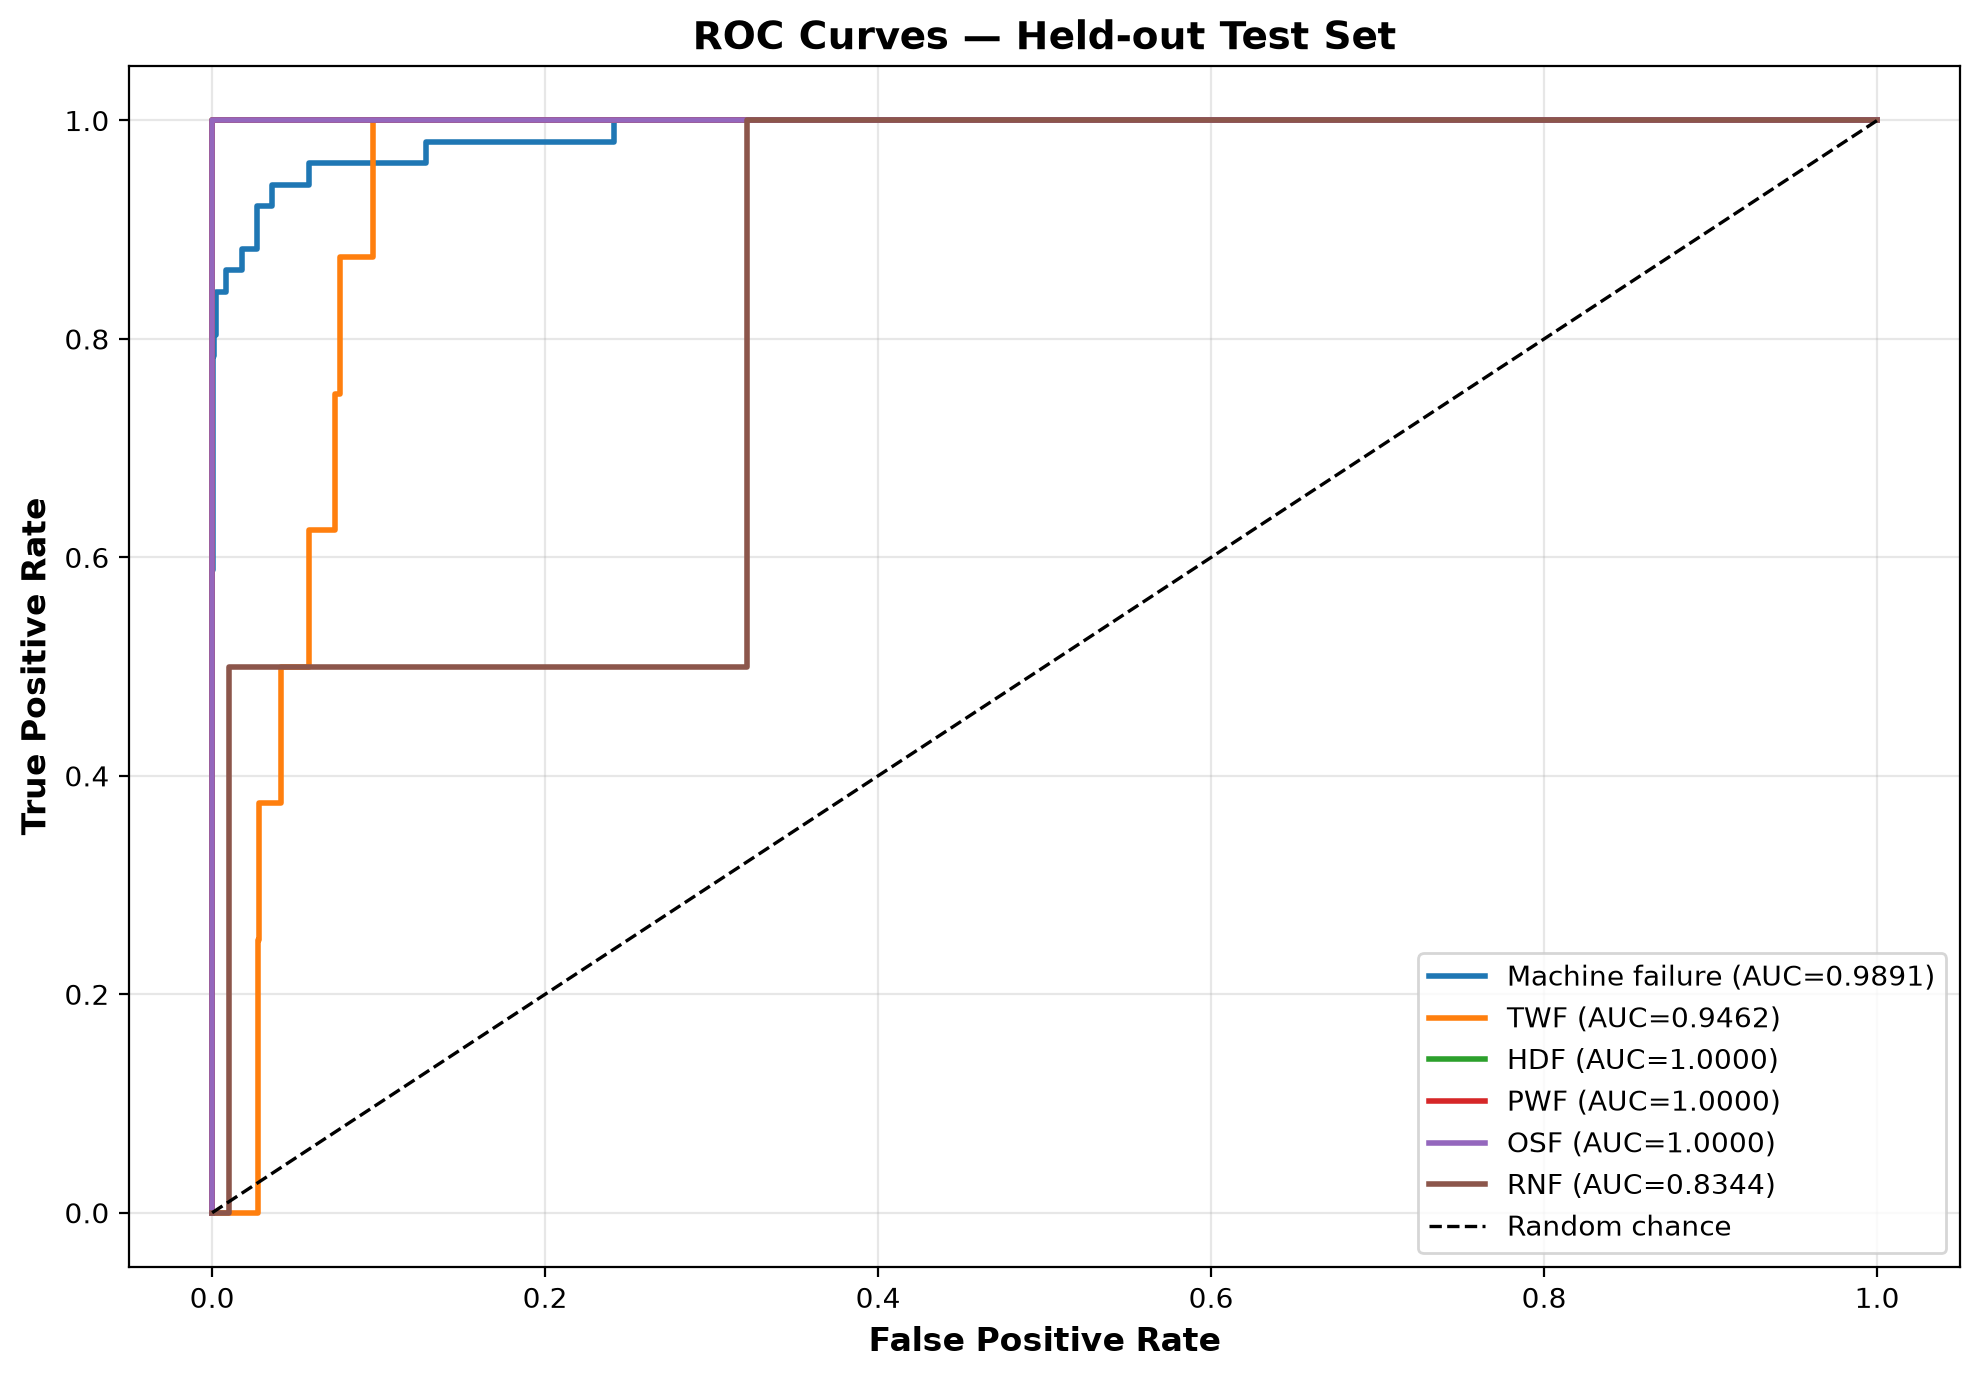 ROC Curves — Held-out Test Set
True Positive Rate
1.0
0.8
0.6
0.4
0.2
0.0
0.0 0.2 0.4 0.6 0.8 1.0
False Positive Rate
Machine failure (AUC=0.9891)
TWF (AUC=0.9462)
HDF (AUC=1.0000)
PWF (AUC=1.0000)
OSF (AUC=1.0000)
RNF (AUC=0.8344)
Random chance